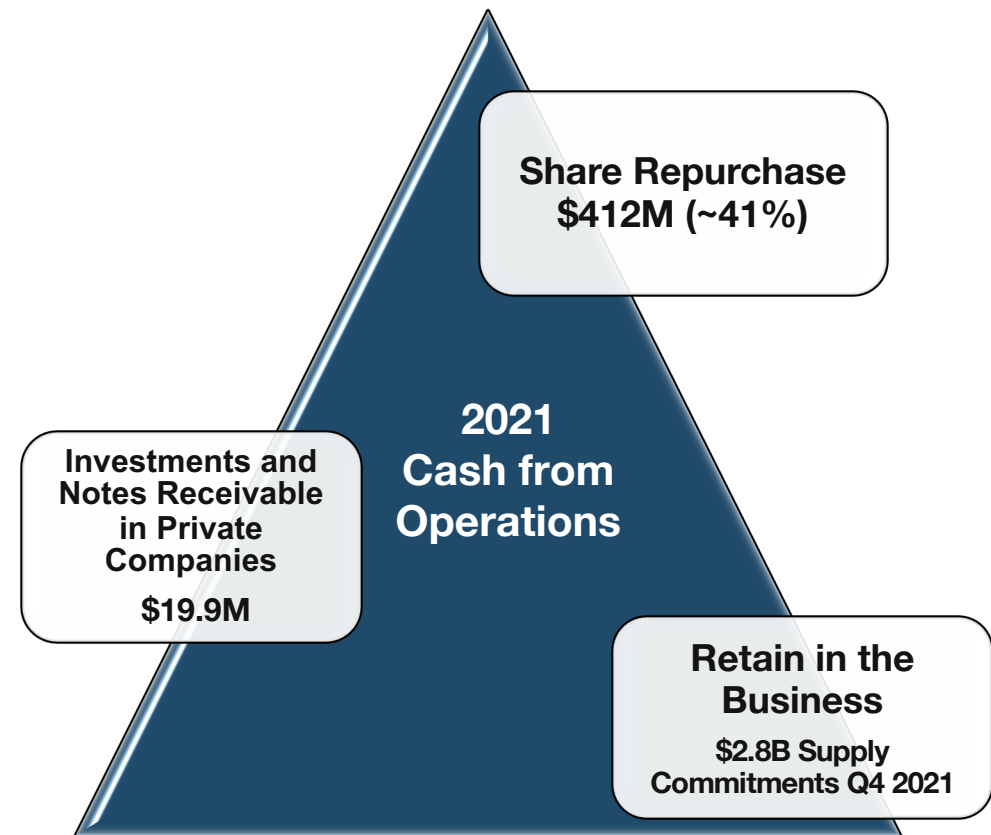 Share Repurchase
$412M (~41%)
2021
Cash from
Operations
Investments and
Notes Receivable
in Private
Companies
$19.9M
Retain in the
Business
$2.8B Supply
Commitments Q4 2021